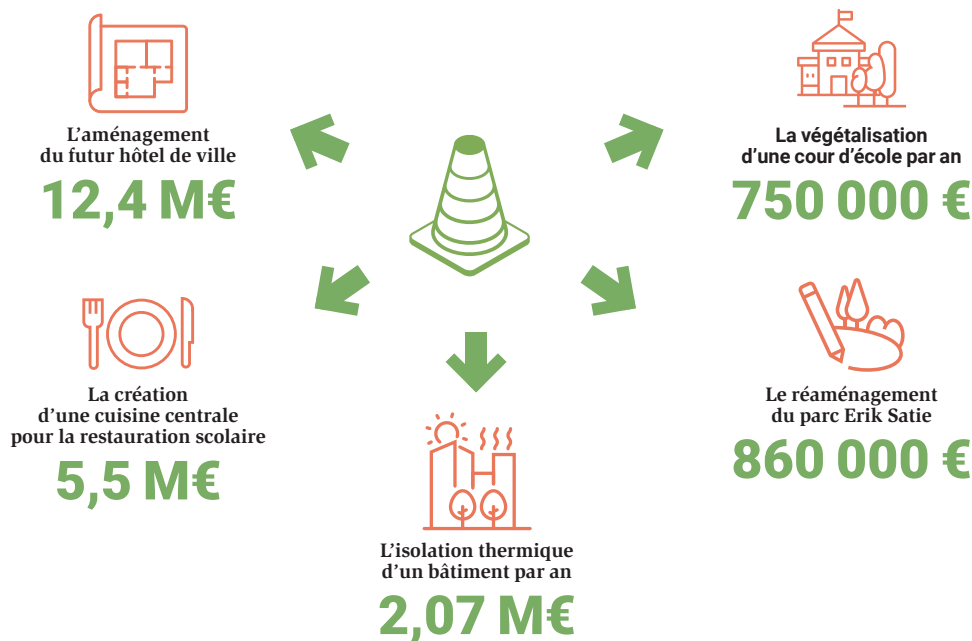 L’aménagement
du futur hôtel de ville
12,4 M€
La végétalisation
d’une cour d’école par an
750 000 €
La création
d’une cuisine centrale
pour la restauration scolaire
5,5 M€
Le réaménagement
du parc Erik Satie
860 000 €
L’isolation thermique
d’un bâtiment par an
2,07 M€